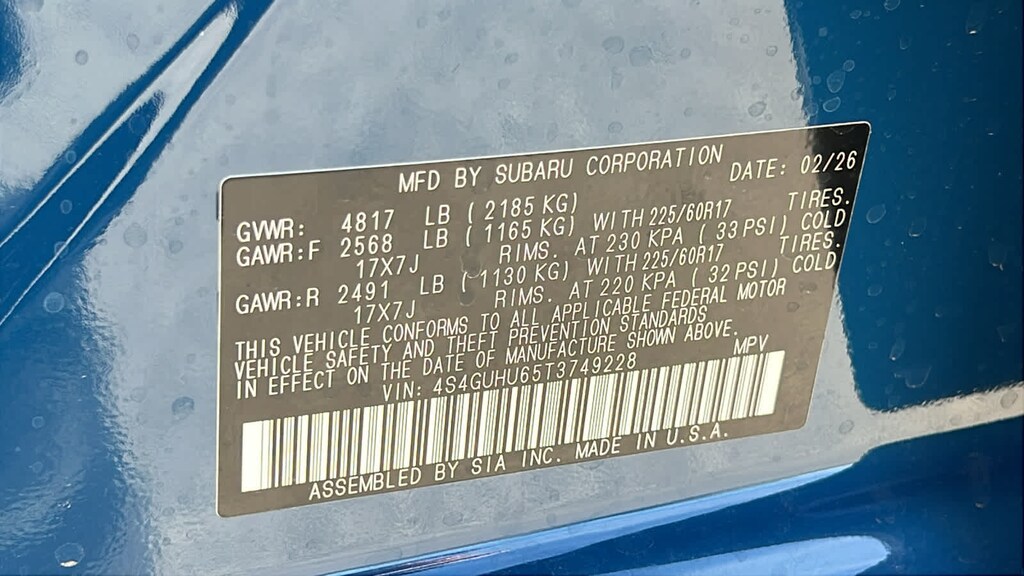 MFD BY SUBARU CORPORATION DATE: 02/26
GVWR: 4817 LB (2185 KG)
GAWR:F 2568 LB (1165 KG) WITH 225/60R17 TIRES.
17X7J RIMS. AT 230 KPA (33 PSI) COLD
GAWR:R 2491 LB (1130 KG) WITH 225/60R17 TIRES.
17X7J RIMS. AT 220 KPA (32 PSI) COLD
THIS VEHICLE CONFORMS TO ALL APPLICABLE FEDERAL MOTOR
VEHICLE SAFETY AND THEFT PREVENTION STANDARDS
IN EFFECT ON THE DATE OF MANUFACTURE SHOWN ABOVE.
VIN: 4S4GUHU65T3749228 MPV
ASSEMBLED BY SIA INC. MADE IN U.S.A.